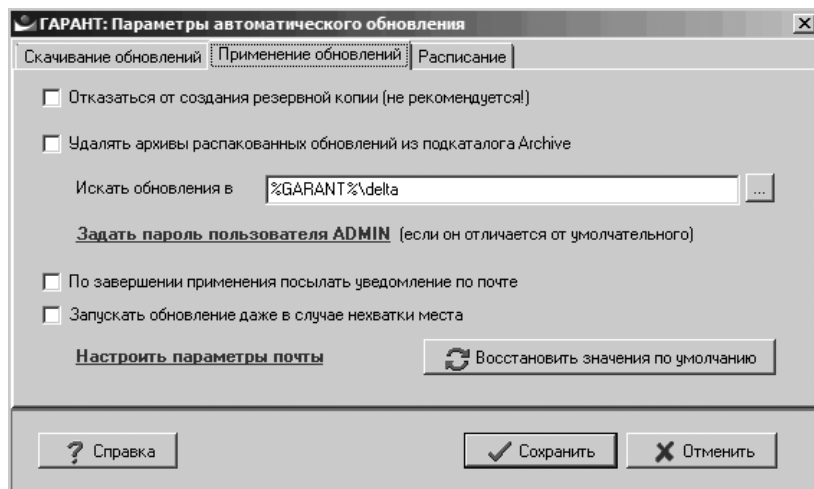 ГАРАНТ: Параметры автоматического обновления
Скачивание обновлений Применение обновлений Расписание
Отказаться от создания резервной копии (не рекомендуется!)
Удалять архивы распакованных обновлений из подкаталога Archive
Искать обновления в %GARANT%\delta ...
Задать пароль пользователя ADMIN (если он отличается от умолчательного)
По завершении применения посылать уведомление по почте
Запускать обновление даже в случае нехватки места
Настроить параметры почты Восстановить значения по умолчанию
? Справка Сохранить Отменить